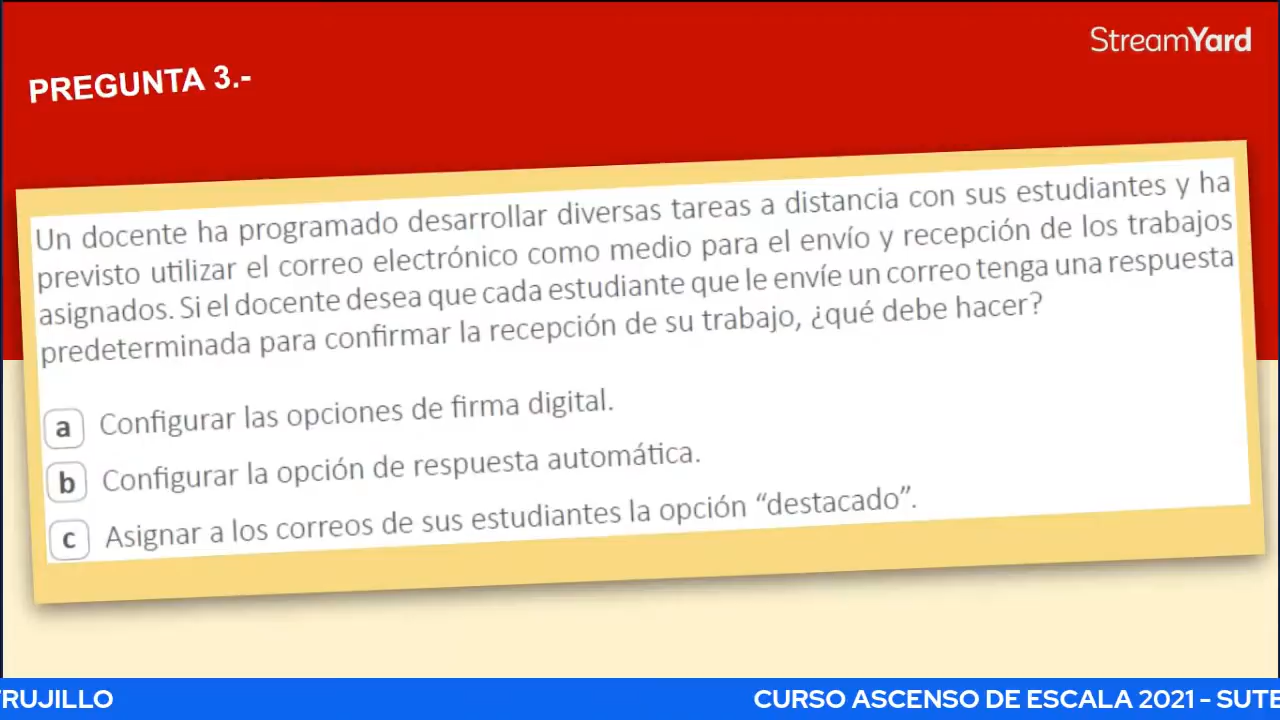 StreamYard
PREGUNTA 3.-
Un docente ha programado desarrollar diversas tareas a distancia con sus estudiantes y ha
previsto utilizar el correo electrónico como medio para el envío y recepción de los trabajos
asignados. Si el docente desea que cada estudiante que le envíe un correo tenga una respuesta
predeterminada para confirmar la recepción de su trabajo, ¿qué debe hacer?
a Configurar las opciones de firma digital.
b Configurar la opción de respuesta automática.
c Asignar a los correos de sus estudiantes la opción “destacado”.
TRUJILLO CURSO ASCENSO DE ESCALA 2021 - SUTE